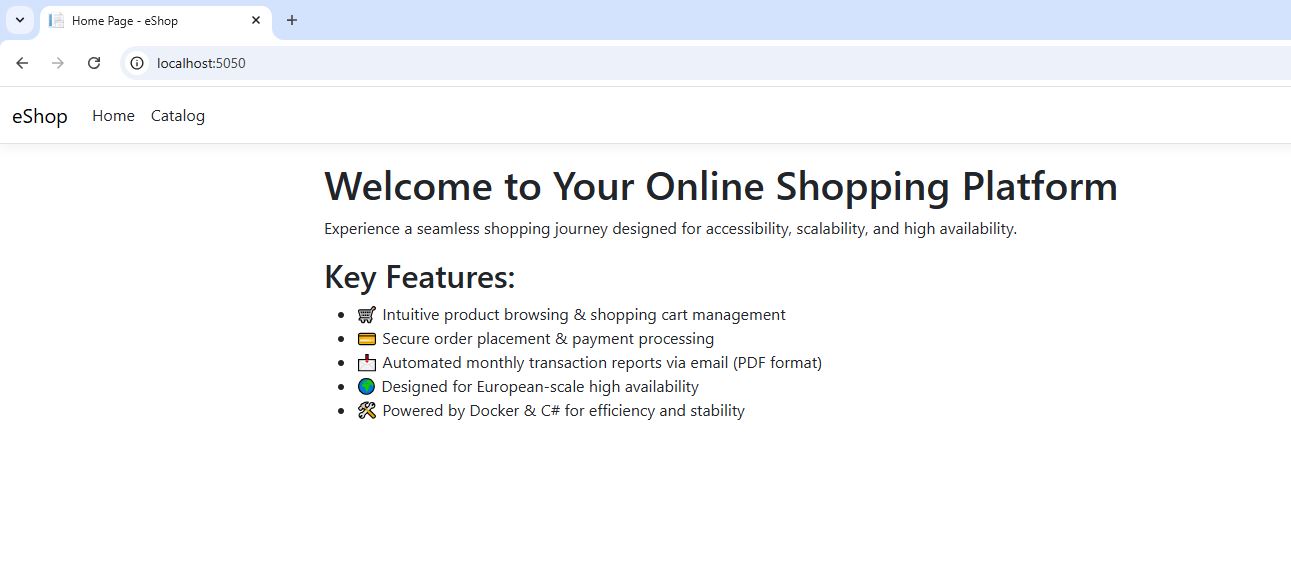 Home Page - eShop
localhost:5050
eShop Home Catalog
Welcome to Your Online Shopping Platform
Experience a seamless shopping journey designed for accessibility, scalability, and high availability.
Key Features:
Intuitive product browsing & shopping cart management
Secure order placement & payment processing
Automated monthly transaction reports via email (PDF format)
Designed for European-scale high availability
Powered by Docker & C# for efficiency and stability